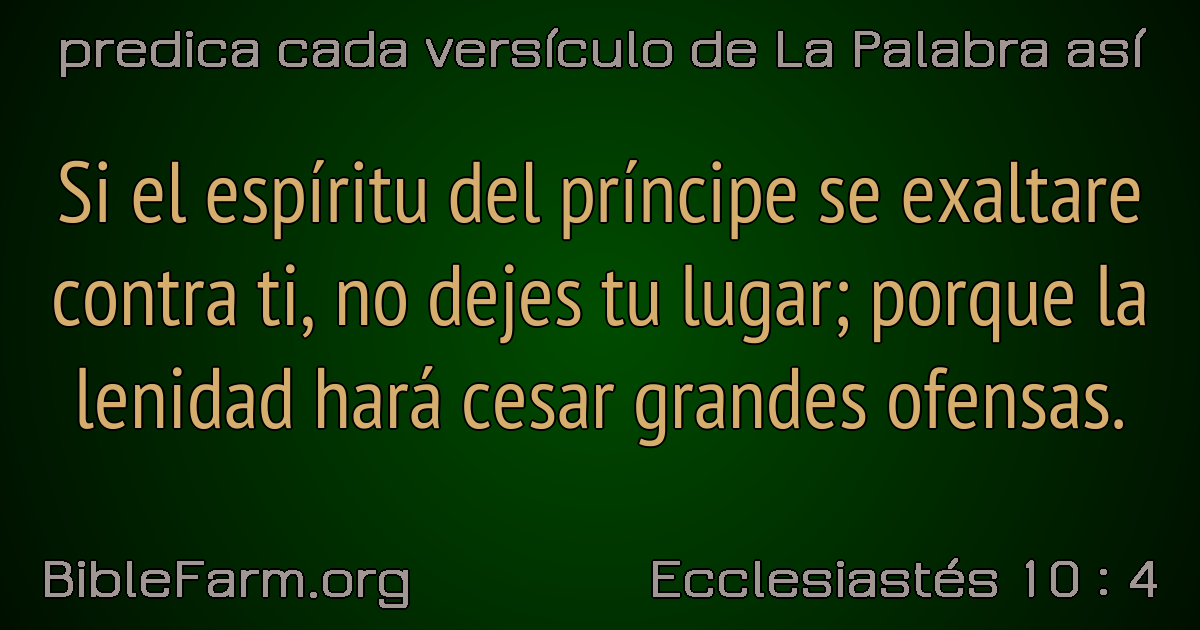 predica cada versículo de La Palabra así
Si el espíritu del príncipe se exaltare
contra ti, no dejes tu lugar; porque la
lenidad hará cesar grandes ofensas.
BibleFarm.org
Ecclesiastés 10 : 4